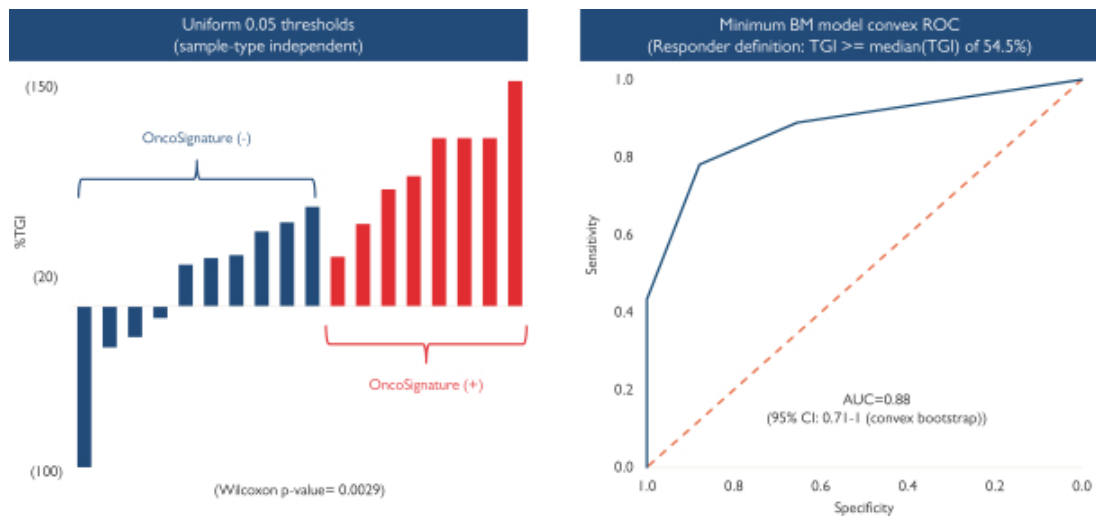 Uniform 0.05 thresholds
(sample-type independent)
(150)
OncoSignature (-)
%TGI
(20)
OncoSignature (+)
(100)
(Wilcoxon p-value= 0.0029)
Minimum BM model convex ROC
(Responder definition: TGI >= median(TGI) of 54.5%)
1.0
0.8
0.6
Sensitivity
0.4
0.2
AUC=0.88
(95% CI: 0.71-1 (convex bootstrap))
0.0
1.0 0.8 0.6 0.4 0.2 0.0
Specificity